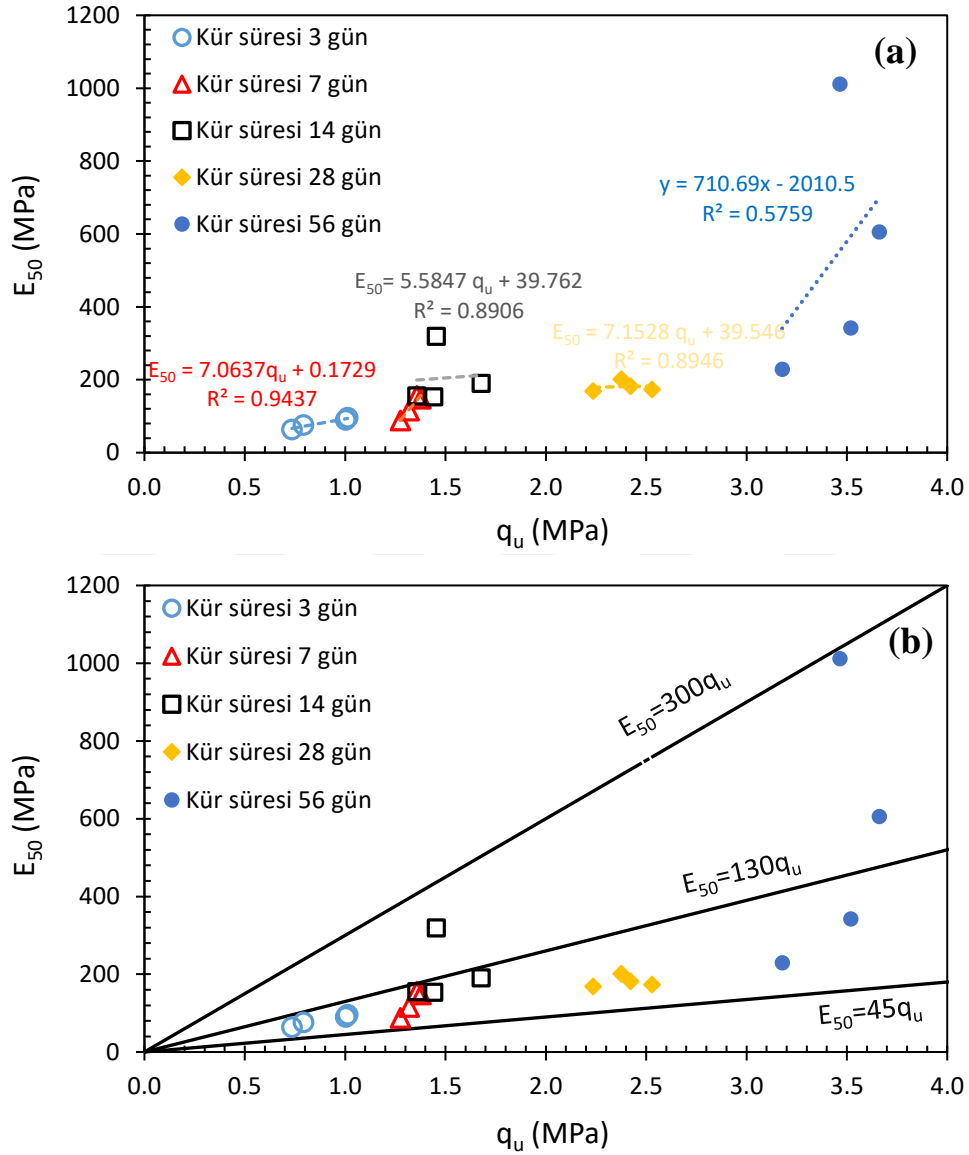 1200
1000
800
600
400
200
0
E₅₀ (MPa)
Kür süresi 3 gün
Kür süresi 7 gün
Kür süresi 14 gün
Kür süresi 28 gün
Kür süresi 56 gün
(a)
y = 710.69x - 2010.5
R² = 0.5759
E₅₀= 5.5847 qᵤ + 39.762
R² = 0.8906
E₅₀ = 7.1528 qᵤ + 39.546
R² = 0.8946
E₅₀ = 7.0637qᵤ + 0.1729
R² = 0.9437
0.0 0.5 1.0 1.5 2.0 2.5 3.0 3.5 4.0
qᵤ (MPa)
1200
1000
800
600
400
200
0
E₅₀ (MPa)
Kür süresi 3 gün
Kür süresi 7 gün
Kür süresi 14 gün
Kür süresi 28 gün
Kür süresi 56 gün
(b)
E₅₀=300qᵤ
E₅₀=130qᵤ
E₅₀=45qᵤ
0.0 0.5 1.0 1.5 2.0 2.5 3.0 3.5 4.0
qᵤ (MPa)